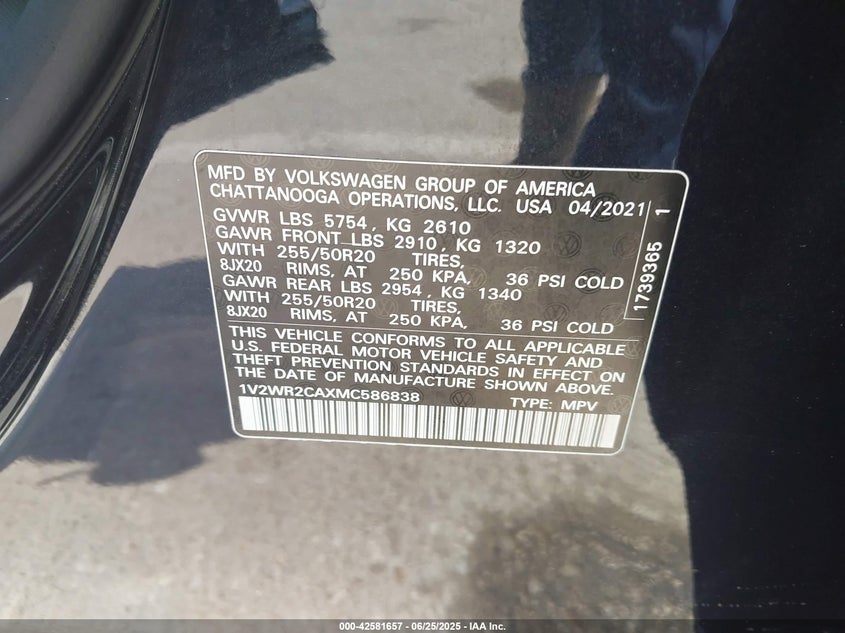 MFD BY VOLKSWAGEN GROUP OF AMERICA
CHATTANOOGA OPERATIONS, LLC. USA 04/2021
GVWR LBS 5754, KG 2610
GAWR FRONT LBS 2910, KG 1320
WITH 255/50R20 TIRES,
8JX20 RIMS, AT 250 KPA, 36 PSI COLD
GAWR REAR LBS 2954, KG 1340
WITH 255/50R20 TIRES,
8JX20 RIMS, AT 250 KPA, 36 PSI COLD
THIS VEHICLE CONFORMS TO ALL APPLICABLE
U.S. FEDERAL MOTOR VEHICLE SAFETY AND
THEFT PREVENTION STANDARDS IN EFFECT ON
THE DATE OF MANUFACTURE SHOWN ABOVE.
1V2WR2CAXMC586838 TYPE: MPV
1739365 1
000-42581657 - 06/25/2025 - IAA Inc.